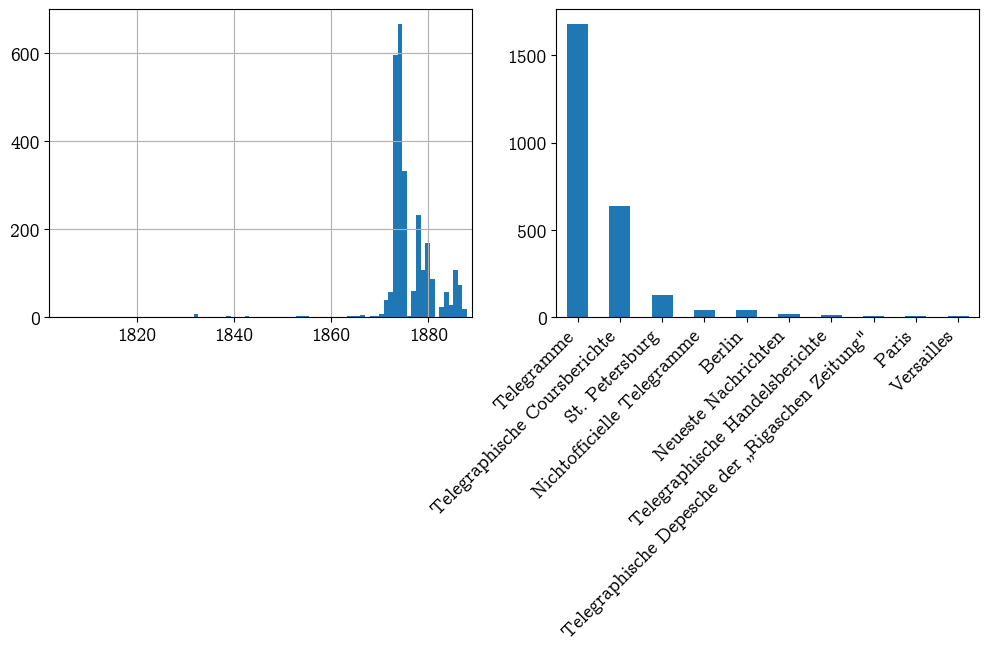 600
400
200
0
1820
1840
1860
1880
1500
1000
500
0
Telegramme
Telegraphische Coursberichte
St. Petersburg
Nichtofficielle Telegramme
Berlin
Neueste Nachrichten
Telegraphische Handelsberichte
Telegraphische Depesche der „Rigaschen Zeitung"
Paris
Versailles